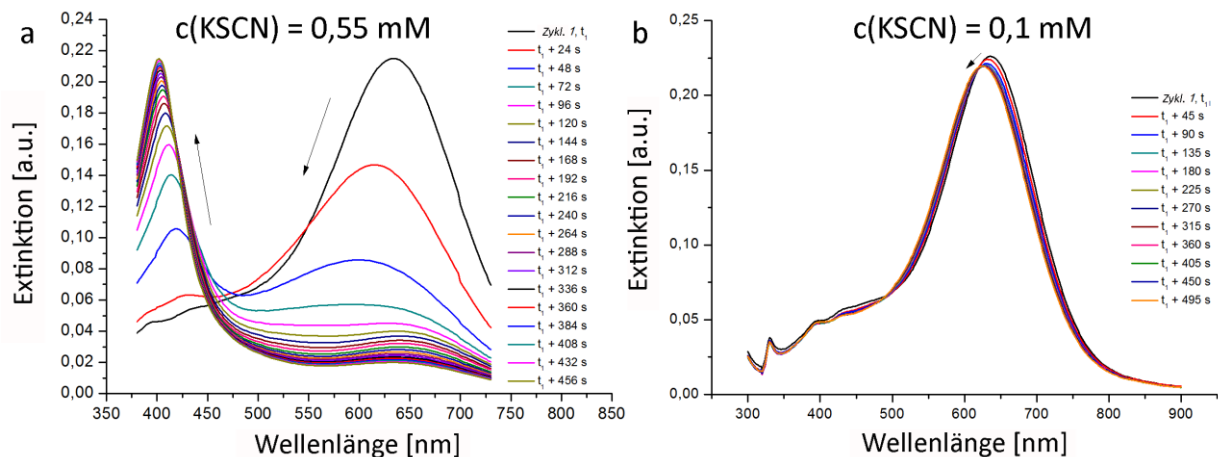 a
c(KSCN) = 0,55 mM
Extinktion [a.u.]
0,24
0,22
0,20
0,18
0,16
0,14
0,12
0,10
0,08
0,06
0,04
0,02
0,00
350 400 450 500 550 600 650 700 750 800 850
Wellenlänge [nm]
Zykl. 1, t₁
t₁ + 24 s
t₁ + 48 s
t₁ + 72 s
t₁ + 96 s
t₁ + 120 s
t₁ + 144 s
t₁ + 168 s
t₁ + 192 s
t₁ + 216 s
t₁ + 240 s
t₁ + 264 s
t₁ + 288 s
t₁ + 312 s
t₁ + 336 s
t₁ + 360 s
t₁ + 384 s
t₁ + 408 s
t₁ + 432 s
t₁ + 456 s
b
c(KSCN) = 0,1 mM
Extinktion [a.u.]
0,25
0,20
0,15
0,10
0,05
0,00
300 400 500 600 700 800 900
Wellenlänge [nm]
Zykl. 1, t₁
t₁ + 45 s
t₁ + 90 s
t₁ + 135 s
t₁ + 180 s
t₁ + 225 s
t₁ + 270 s
t₁ + 315 s
t₁ + 360 s
t₁ + 405 s
t₁ + 450 s
t₁ + 495 s